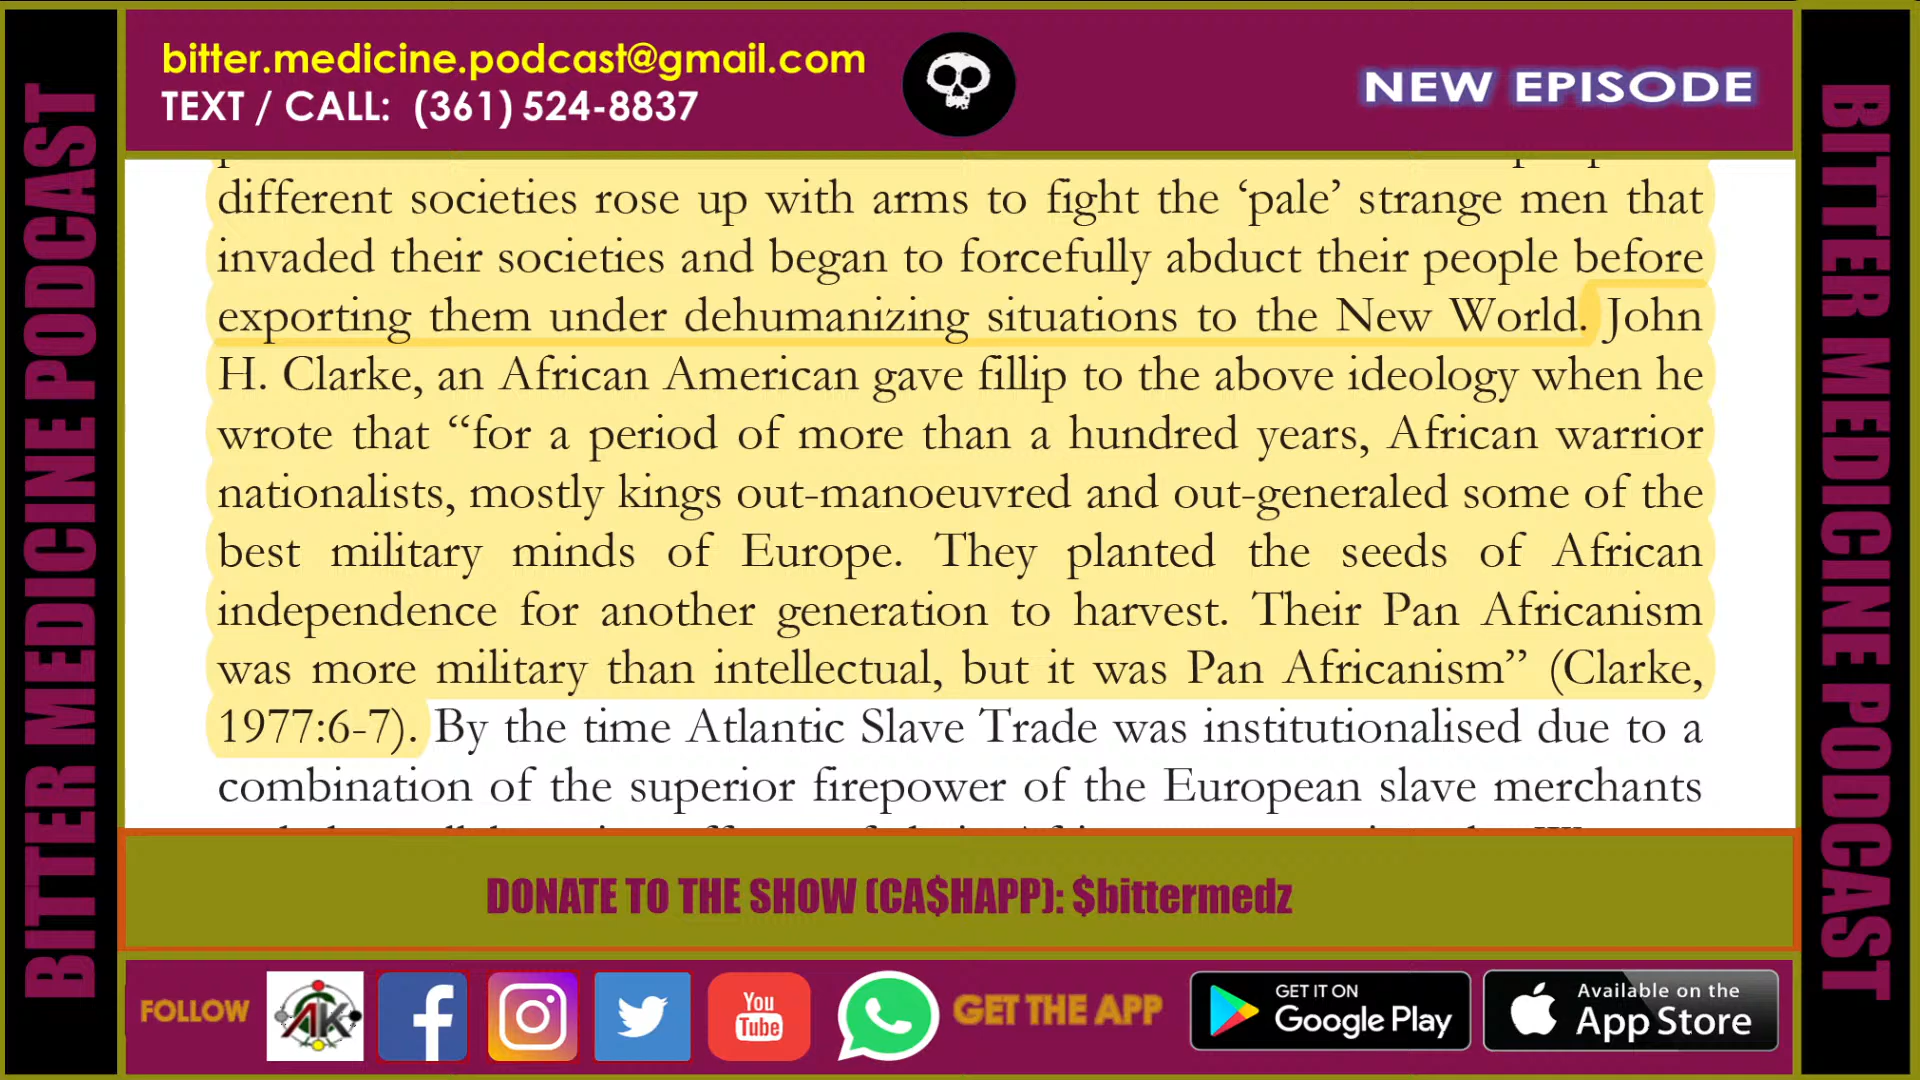 bitter.medicine.podcast@gmail.com
TEXT / CALL: (361) 524-8837
NEW EPISODE
BITTER MEDICINE PODCAST
different societies rose up with arms to fight the ‘pale’ strange men that
invaded their societies and began to forcefully abduct their people before
exporting them under dehumanizing situations to the New World. John
H. Clarke, an African American gave fillip to the above ideology when he
wrote that “for a period of more than a hundred years, African warrior
nationalists, mostly kings out-manoeuvred and out-generaled some of the
best military minds of Europe. They planted the seeds of African
independence for another generation to harvest. Their Pan Africanism
was more military than intellectual, but it was Pan Africanism” (Clarke,
1977:6-7). By the time Atlantic Slave Trade was institutionalised due to a
combination of the superior firepower of the European slave merchants
BITTER MEDICINE PODCAST
DONATE TO THE SHOW (CA$HAPP): $bittermedz
FOLLOW
AK
You
Tube
GET THE APP
GET IT ON
Google Play
Available on the
App Store